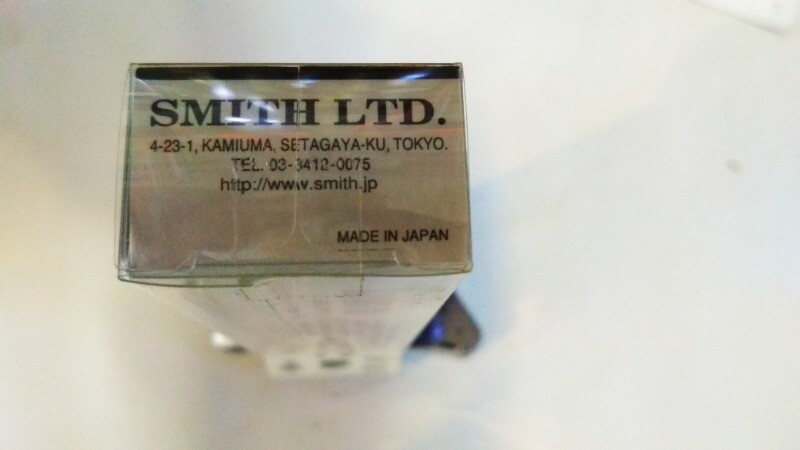 SMITH LTD.
4-23-1, KAMIUMA, SETAGAYA-KU, TOKYO.
TEL. 03-3412-0075
http://www.smith.jp
MADE IN JAPAN